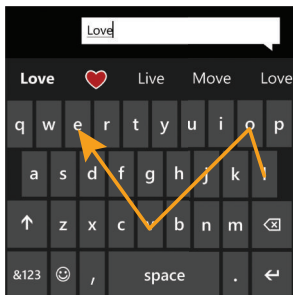 Love
Love ❤ Live Move Love
q w e r t y u i o p
a s d f g h j k l
↑ z x c v b n m ⌫
&123 ☺ , space . ↵